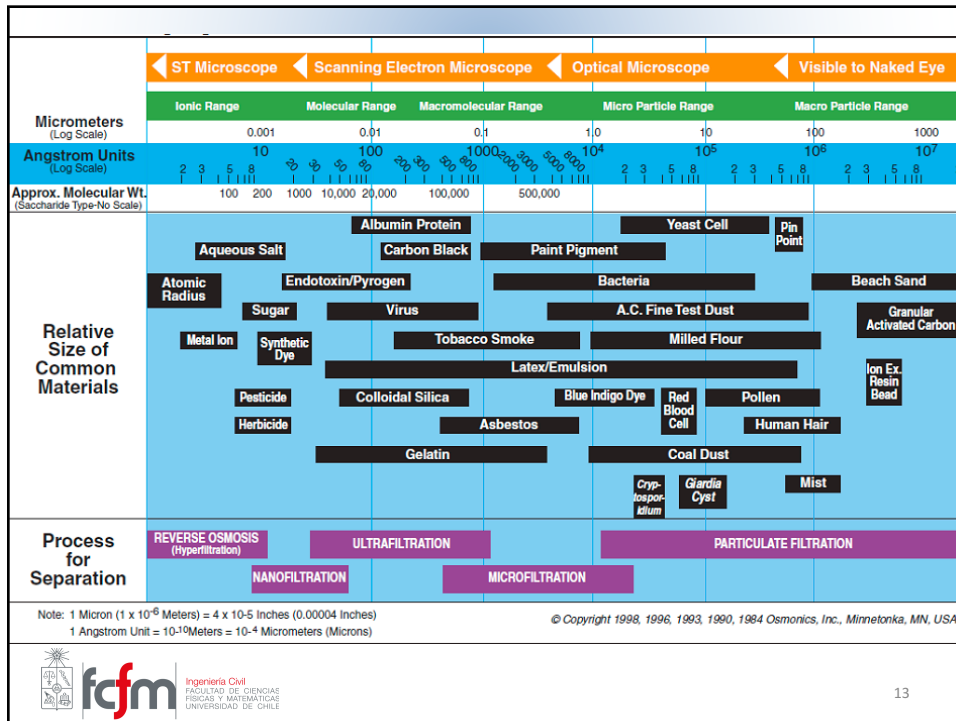 ST Microscope Scanning Electron Microscope Optical Microscope Visible to Naked Eye
Ionic Range Molecular Range Macromolecular Range Micro Particle Range Macro Particle Range
Micrometers
(Log Scale)
0.001 0.01 0.1 1.0 10 100 1000
Angstrom Units
(Log Scale)
10 100 1000 10⁴ 10⁵ 10⁶ 10⁷
2 3 5 8 20 30 50 80 200 300 500 800 2000 3000 5000 8000 2 3 5 8 2 3 5 8 2 3 5 8
Approx. Molecular Wt.
(Saccharide Type-No Scale)
100 200 1000 10,000 20,000 100,000 500,000
Relative
Size of
Common
Materials
Albumin Protein
Yeast Cell
Pin
Point
Aqueous Salt
Carbon Black
Paint Pigment
Atomic
Radius
Endotoxin/Pyrogen
Bacteria
Beach Sand
Sugar
Virus
A.C. Fine Test Dust
Granular
Activated Carbon
Metal Ion
Synthetic
Dye
Tobacco Smoke
Milled Flour
Latex/Emulsion
Ion Ex.
Resin
Bead
Pesticide
Colloidal Silica
Blue Indigo Dye
Red
Blood
Cell
Pollen
Herbicide
Asbestos
Human Hair
Gelatin
Coal Dust
Cryp-
tospor-
idium
Giardia
Cyst
Mist
Process
for
Separation
REVERSE OSMOSIS
(Hyperfiltration)
ULTRAFILTRATION
PARTICULATE FILTRATION
NANOFILTRATION
MICROFILTRATION
Note: 1 Micron (1 x 10⁻⁶ Meters) = 4 x 10-5 Inches (0.00004 Inches)
1 Angstrom Unit = 10⁻¹⁰Meters = 10⁻⁴ Micrometers (Microns)
© Copyright 1998, 1996, 1993, 1990, 1984 Osmonics, Inc., Minnetonka, MN, USA
fcfm
Ingeniería Civil
FACULTAD DE CIENCIAS
FÍSICAS Y MATEMÁTICAS
UNIVERSIDAD DE CHILE
13